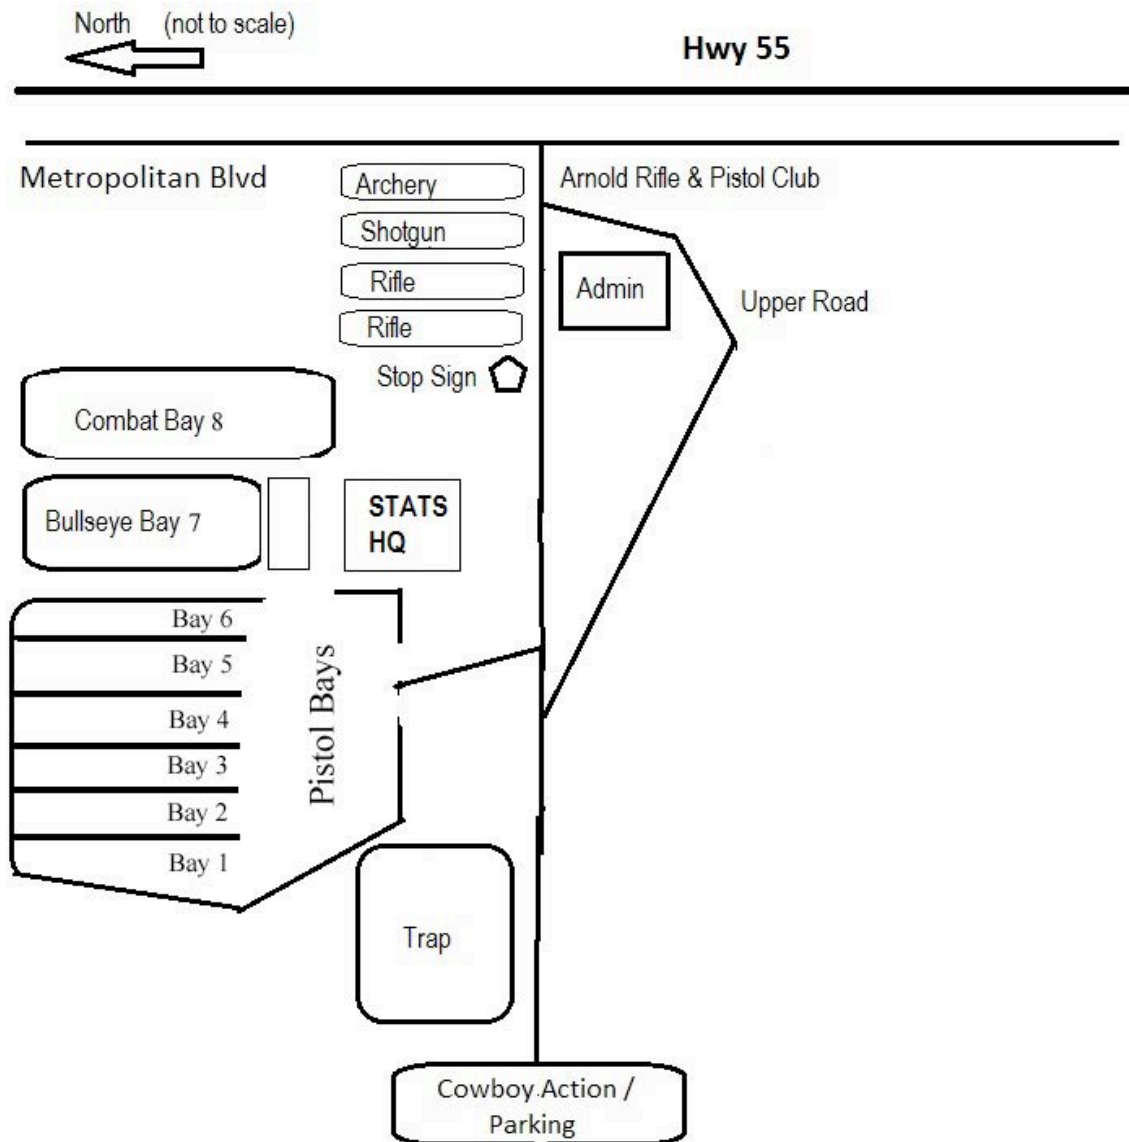 North (not to scale)
Hwy 55
Metropolitan Blvd
Archery
Arnold Rifle & Pistol Club
Shotgun
Rifle
Admin
Upper Road
Rifle
Stop Sign
Combat Bay 8
STATS
HQ
Bullseye Bay 7
Bay 6
Bay 5
Bay 4
Bay 3
Bay 2
Bay 1
Pistol Bays
Trap
Cowboy Action /
Parking